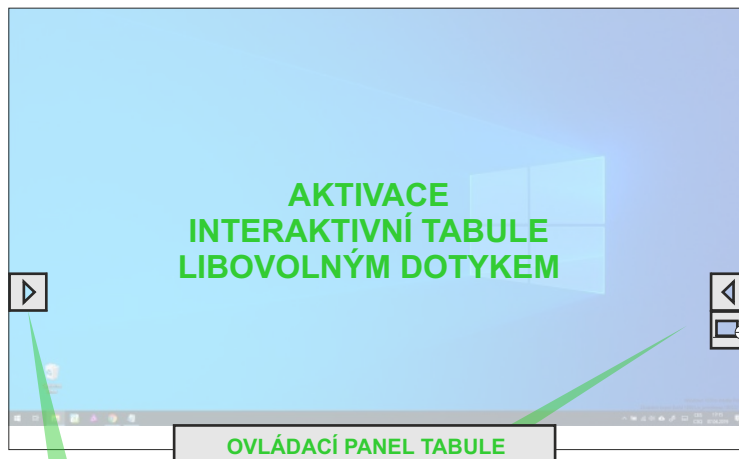 AKTIVACE
INTERAKTIVNÍ TABULE
LIBOVOLNÝM DOTYKEM
OVLÁDACÍ PANEL TABULE